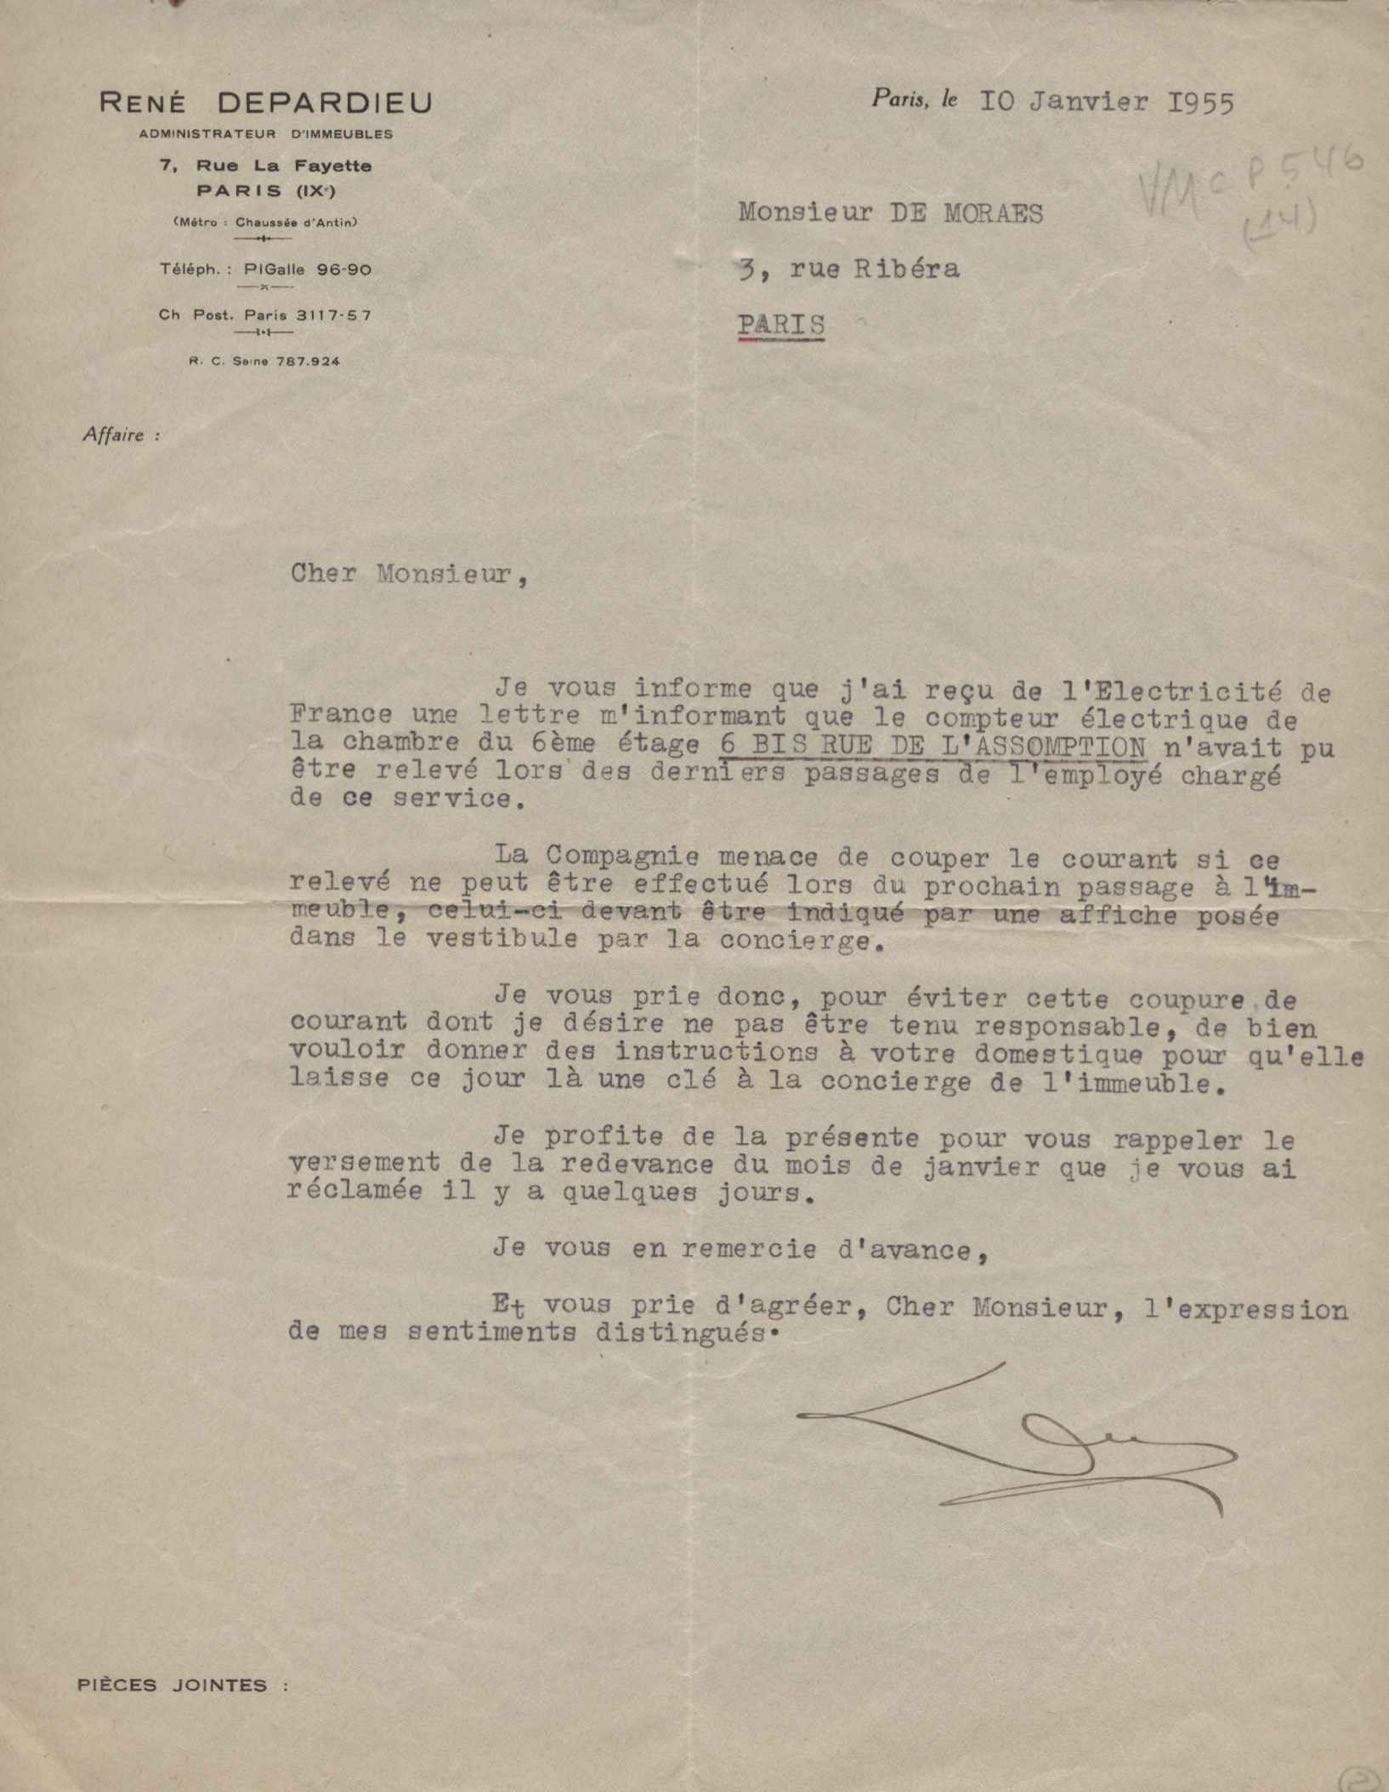 RENÉ DEPARDIEU
ADMINISTRATEUR D'IMMEUBLES
7, Rue La Fayette
PARIS (IXe)
(Métro : Chaussée d'Antin)
Téléph. : PIGalle 96-90
Ch Post. Paris 3117-57
R. C. Seine 787.924
Affaire :
Paris, le 10 Janvier 1955
VMcP546
(14)
Monsieur DE MORAES
3, rue Ribéra
PARIS
Cher Monsieur,
Je vous informe que j'ai reçu de l'Electricité de
France une lettre m'informant que le compteur électrique de
la chambre du 6ème étage 6 BIS RUE DE L'ASSOMPTION n'avait pu
être relevé lors des derniers passages de l'employé chargé
de ce service.
La Compagnie menace de couper le courant si ce
relevé ne peut être effectué lors du prochain passage à l'im-
meuble, celui-ci devant être indiqué par une affiche posée
dans le vestibule par la concierge.
Je vous prie donc, pour éviter cette coupure de
courant dont je désire ne pas être tenu responsable, de bien
vouloir donner des instructions à votre domestique pour qu'elle
laisse ce jour là une clé à la concierge de l'immeuble.
Je profite de la présente pour vous rappeler le
versement de la redevance du mois de janvier que je vous ai
réclamée il y a quelques jours.
Je vous en remercie d'avance,
Et vous prie d'agréer, Cher Monsieur, l'expression
de mes sentiments distingués.
PIÈCES JOINTES :